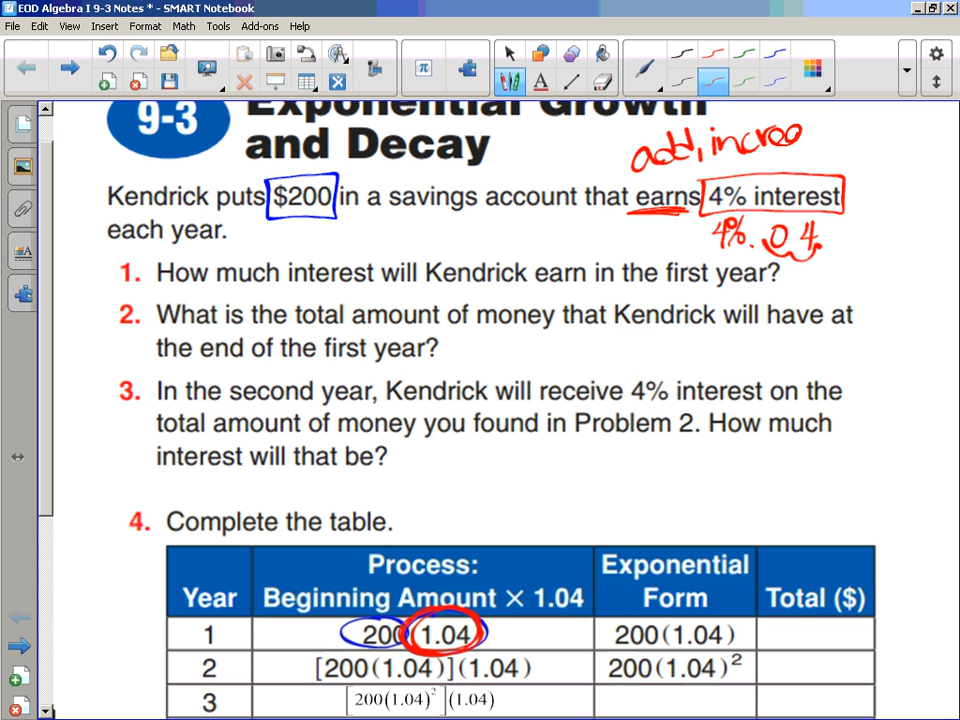 EOD Algebra I 9-3 Notes * - SMART Notebook
File Edit View Insert Format Math Tools Add-ons Help
9-3 Exponential Growth
and Decay
add, increa
Kendrick puts $200 in a savings account that earns 4% interest
each year.
4%. 04.
1. How much interest will Kendrick earn in the first year?
2. What is the total amount of money that Kendrick will have at
the end of the first year?
3. In the second year, Kendrick will receive 4% interest on the
total amount of money you found in Problem 2. How much
interest will that be?
4. Complete the table.
Year Process: Beginning Amount × 1.04 Exponential Form Total ($)
1 200(1.04) 200(1.04)
2 [200(1.04)](1.04) 200(1.04)²
3 [200(1.04)²](1.04)